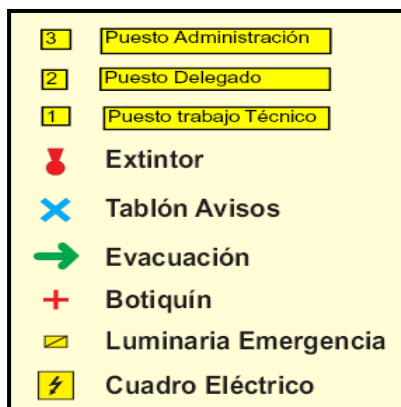 3 Puesto Administración
2 Puesto Delegado
1 Puesto trabajo Técnico
Extintor
Tablón Avisos
Evacuación
Botiquín
Luminaria Emergencia
Cuadro Eléctrico